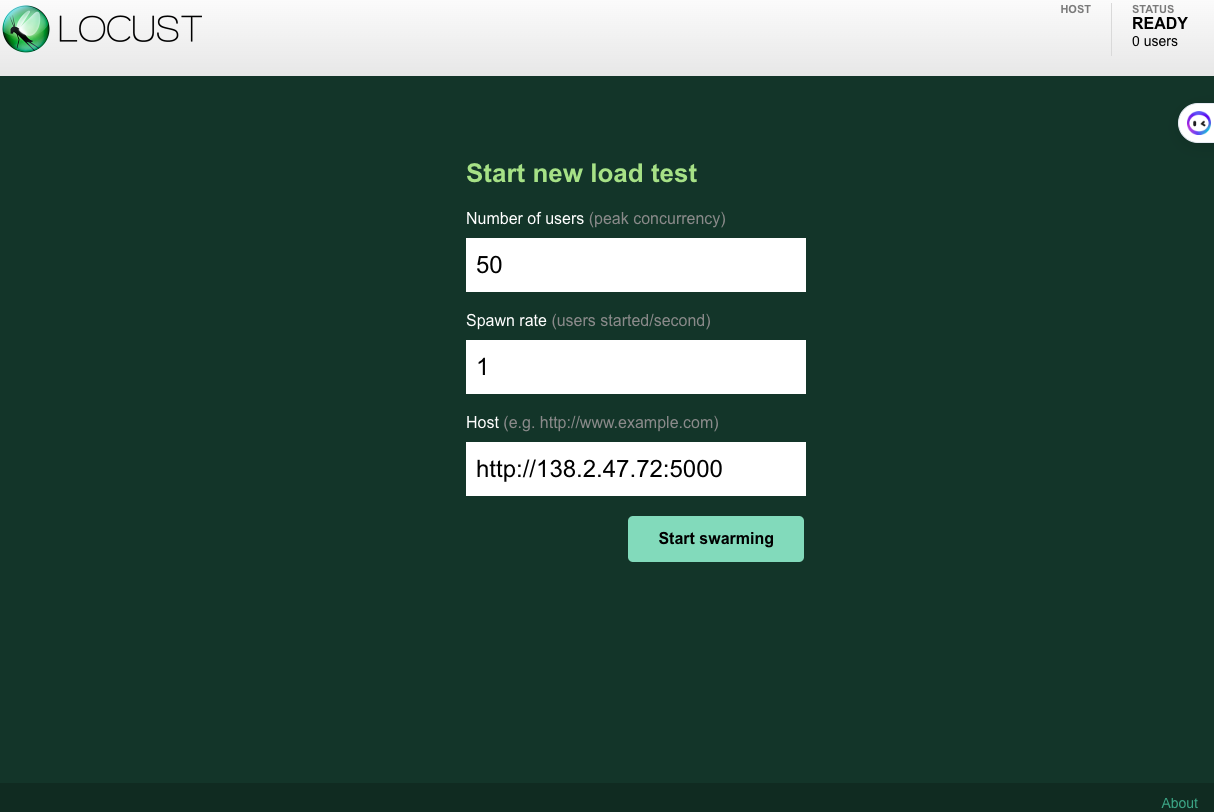 LOCUST
HOST
STATUS
READY
0 users
Start new load test
Number of users (peak concurrency)
50
Spawn rate (users started/second)
1
Host (e.g. http://www.example.com)
http://138.2.47.72:5000
Start swarming
About